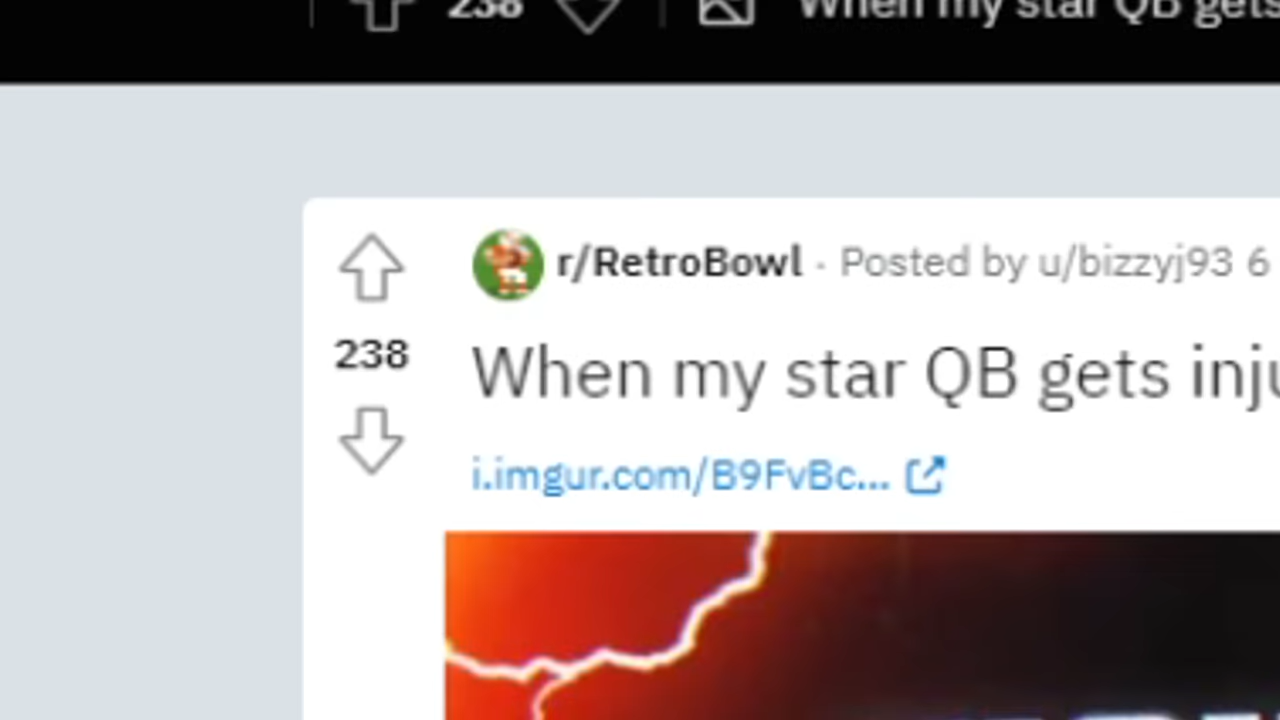 238 When my star QB gets
r/RetroBowl · Posted by u/bizzyj93 6
238
When my star QB gets inju
i.imgur.com/B9FvBc...